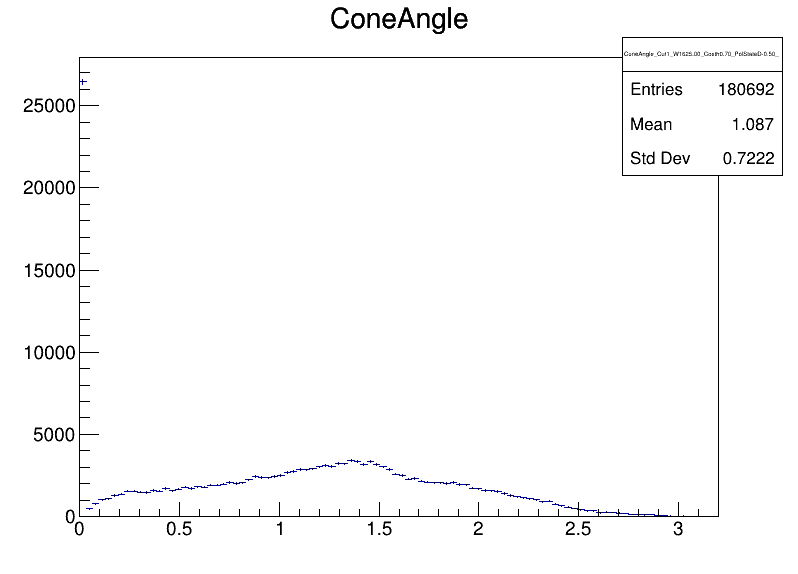 ConeAngle
ConeAngle_Cut1_W1625.00_Costh0.70_PolStateD-0.50_
Entries 180692
Mean 1.087
Std Dev 0.7222
25000
20000
15000
10000
5000
0
0 0.5 1 1.5 2 2.5 3